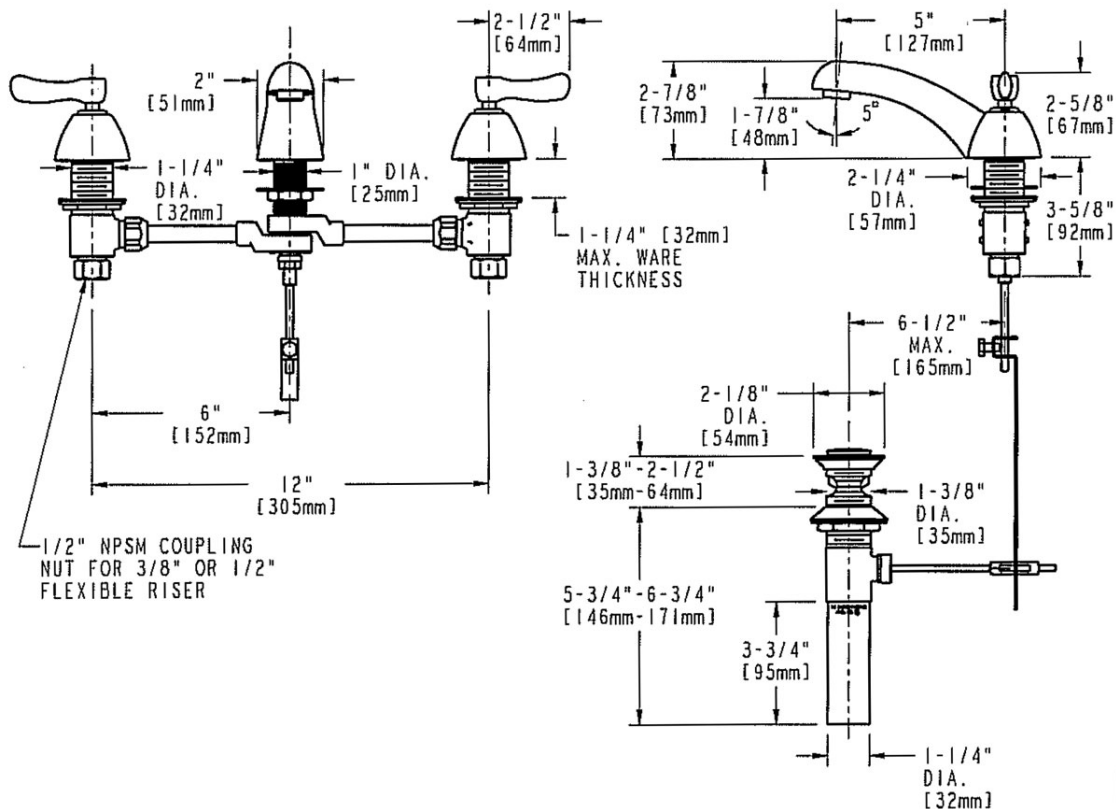 2-1/2"
[64mm]
2"
[51mm]
1-1/4"
DIA.
[32mm]
1" DIA.
[25mm]
1-1/4" [32mm]
MAX. WARE
THICKNESS
6"
[152mm]
12"
[305mm]
1/2" NPSM COUPLING
NUT FOR 3/8" OR 1/2"
FLEXIBLE RISER
5"
[127mm]
2-7/8"
[73mm]
1-7/8"
[48mm]
5°
2-5/8"
[67mm]
2-1/4"
DIA.
[57mm]
3-5/8"
[92mm]
6-1/2"
MAX.
[165mm]
2-1/8"
DIA.
[54mm]
1-3/8"-2-1/2"
[35mm-64mm]
1-3/8"
DIA.
[35mm]
5-3/4"-6-3/4"
[146mm-171mm]
3-3/4"
[95mm]
1-1/4"
DIA.
[32mm]